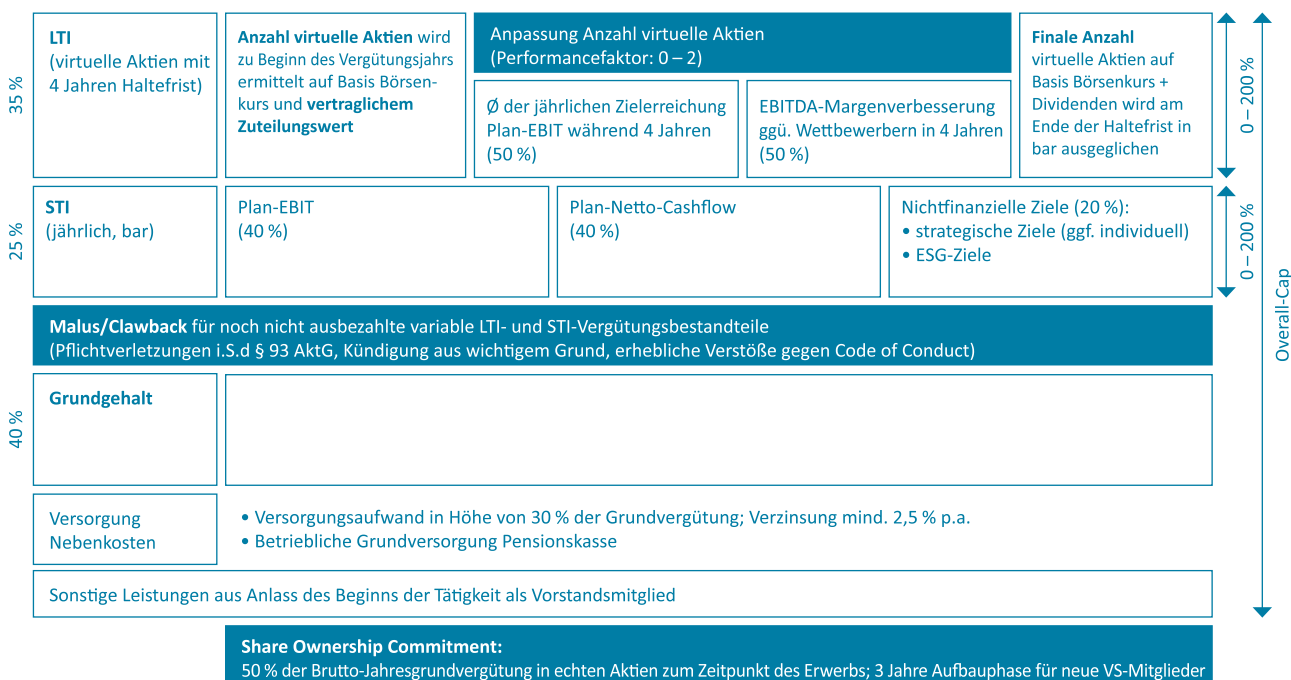 35 %
LTI
(virtuelle Aktien mit
4 Jahren Haltefrist)
Anzahl virtuelle Aktien wird
zu Beginn des Vergütungsjahrs
ermittelt auf Basis Börsen-
kurs und vertraglichem
Zuteilungswert
Anpassung Anzahl virtuelle Aktien
(Performancefaktor: 0 – 2)
Ø der jährlichen Zielerreichung
Plan-EBIT während 4 Jahren
(50 %)
EBITDA-Margenverbesserung
ggü. Wettbewerbern in 4 Jahren
(50 %)
Finale Anzahl
virtuelle Aktien auf
Basis Börsenkurs +
Dividenden wird am
Ende der Haltefrist in
bar ausgeglichen
0 – 200 %
25 %
STI
(jährlich, bar)
Plan-EBIT
(40 %)
Plan-Netto-Cashflow
(40 %)
Nichtfinanzielle Ziele (20 %):
• strategische Ziele (ggf. individuell)
• ESG-Ziele
0 – 200 %
Overall-Cap
Malus/Clawback für noch nicht ausbezahlte variable LTI- und STI-Vergütungsbestandteile
(Pflichtverletzungen i.S.d § 93 AktG, Kündigung aus wichtigem Grund, erhebliche Verstöße gegen Code of Conduct)
40 %
Grundgehalt
Versorgung
Nebenkosten
• Versorgungsaufwand in Höhe von 30 % der Grundvergütung; Verzinsung mind. 2,5 % p.a.
• Betriebliche Grundversorgung Pensionskasse
Sonstige Leistungen aus Anlass des Beginns der Tätigkeit als Vorstandsmitglied
Share Ownership Commitment:
50 % der Brutto-Jahresgrundvergütung in echten Aktien zum Zeitpunkt des Erwerbs; 3 Jahre Aufbauphase für neue VS-Mitglieder